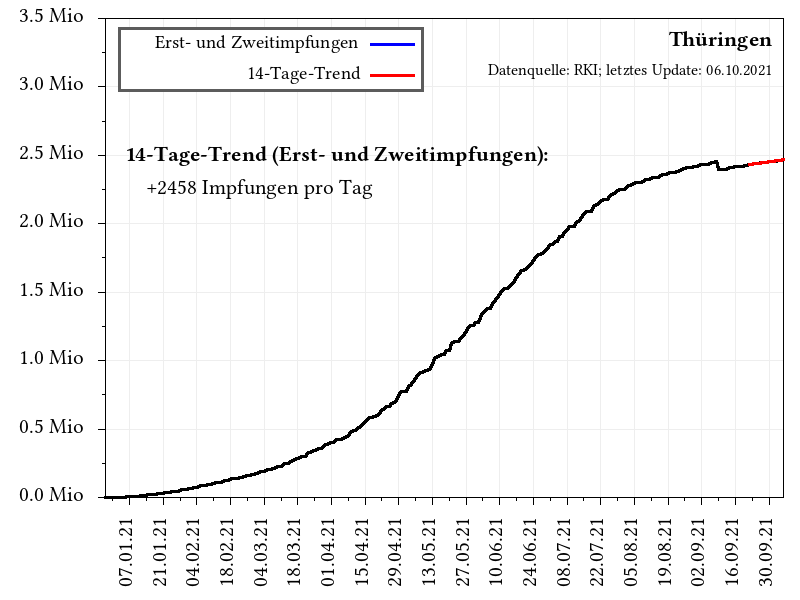 3.5 Mio
3.0 Mio
2.5 Mio
2.0 Mio
1.5 Mio
1.0 Mio
0.5 Mio
0.0 Mio
Erst- und Zweitimpfungen
14-Tage-Trend
Thüringen
Datenquelle: RKI; letztes Update: 06.10.2021
14-Tage-Trend (Erst- und Zweitimpfungen):
+2458 Impfungen pro Tag
07.01.21
21.01.21
04.02.21
18.02.21
04.03.21
18.03.21
01.04.21
15.04.21
29.04.21
13.05.21
27.05.21
10.06.21
24.06.21
08.07.21
22.07.21
05.08.21
19.08.21
02.09.21
16.09.21
30.09.21